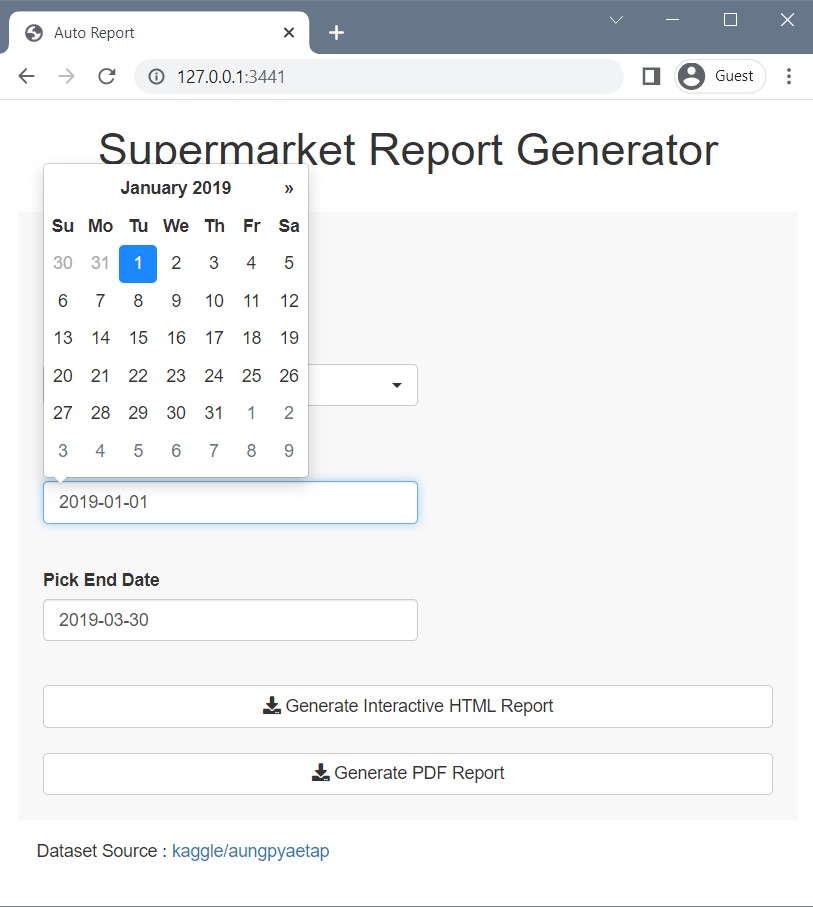 Auto Report
127.0.0.1:3441
Guest
Supermarket Report Generator
January 2019 »
Su Mo Tu We Th Fr Sa
30 31 1 2 3 4 5
6 7 8 9 10 11 12
13 14 15 16 17 18 19
20 21 22 23 24 25 26
27 28 29 30 31 1 2
3 4 5 6 7 8 9
2019-01-01
Pick End Date
2019-03-30
Generate Interactive HTML Report
Generate PDF Report
Dataset Source : kaggle/aungpyaetap